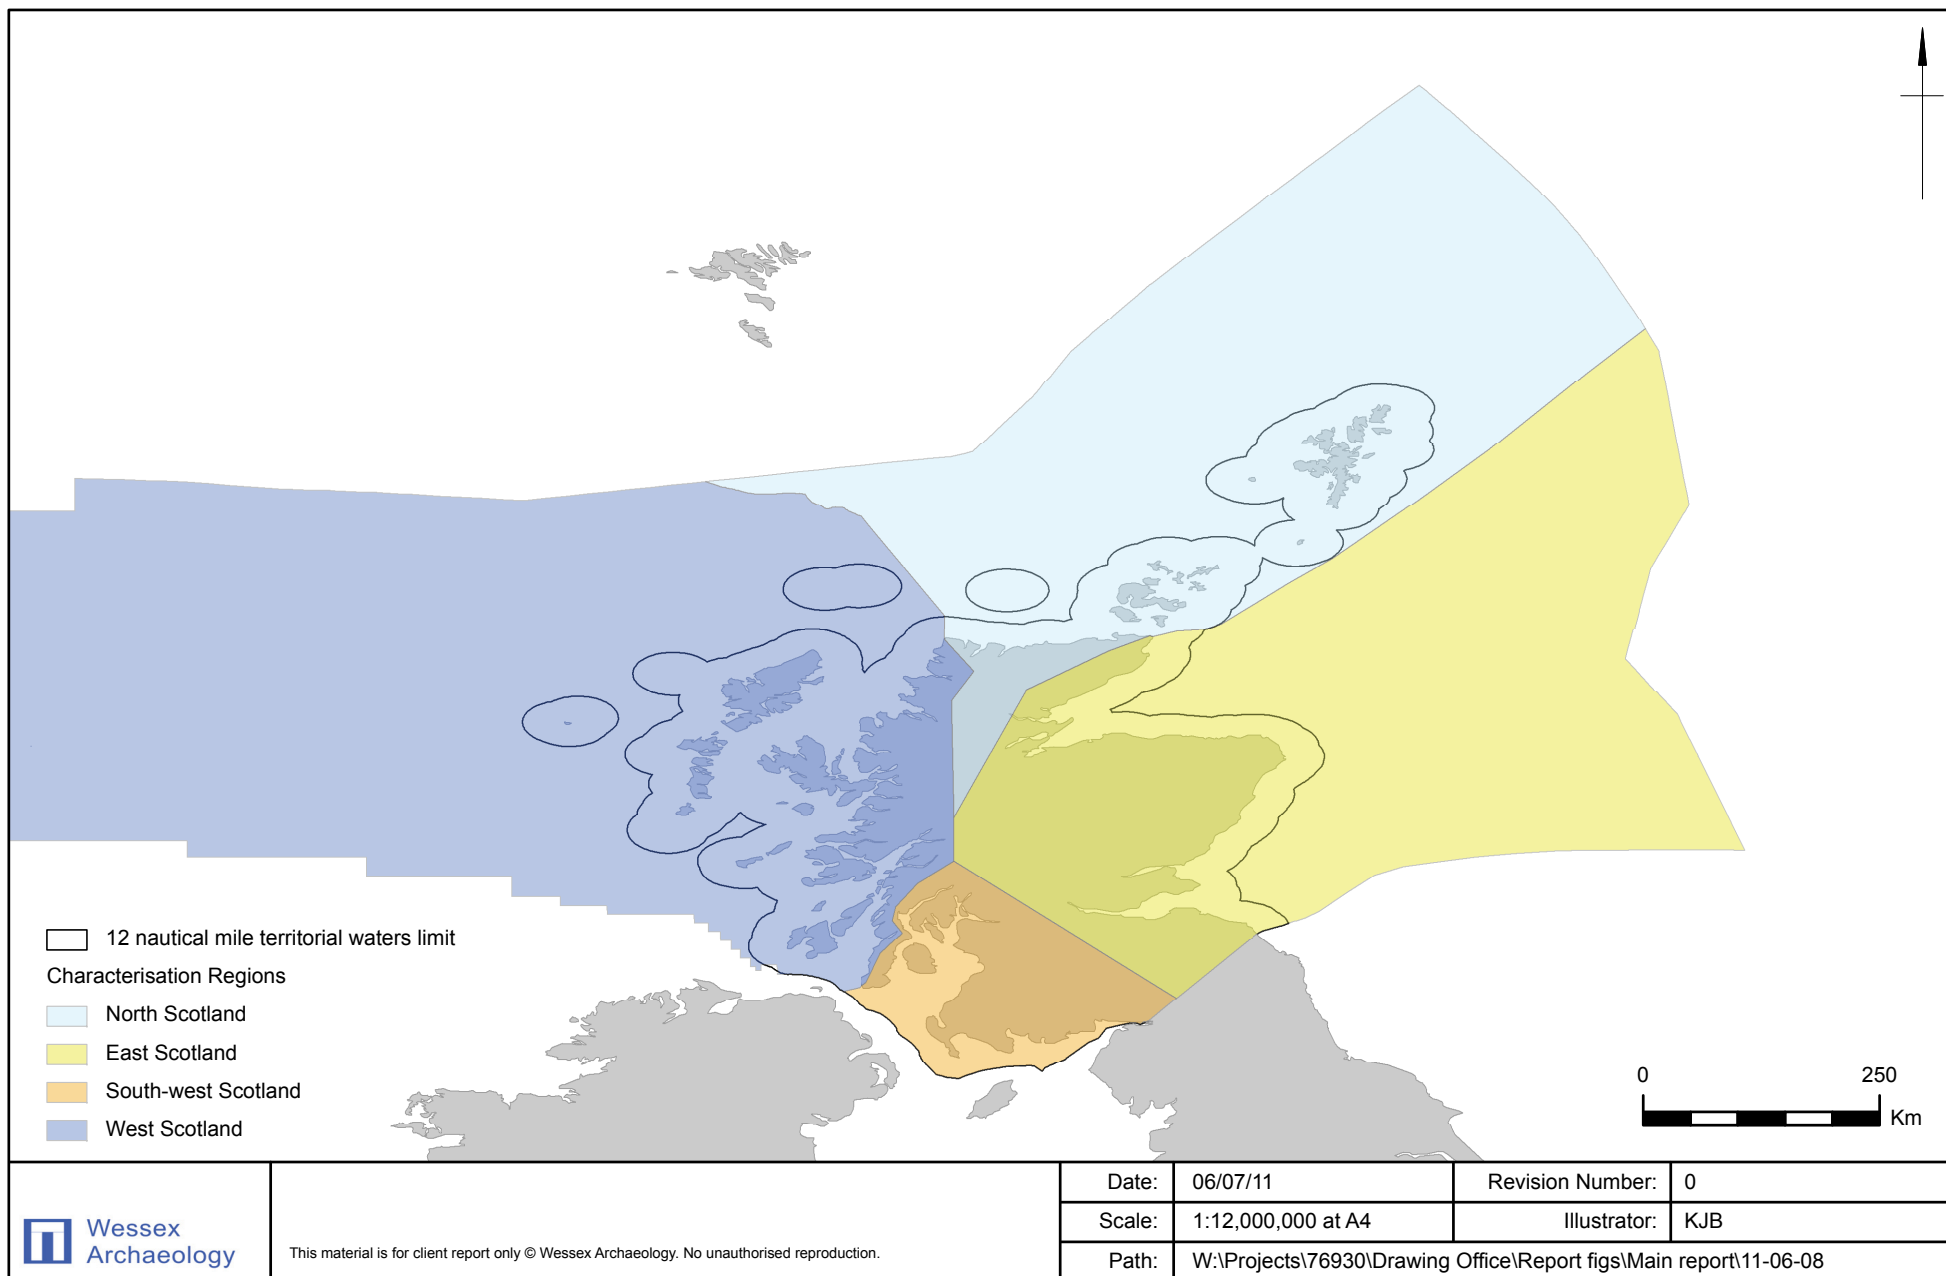 12 nautical mile territorial waters limit
Characterisation Regions
North Scotland
East Scotland
South-west Scotland
West Scotland
0 250
Km
Wessex
Archaeology
This material is for client report only © Wessex Archaeology. No unauthorised reproduction.
Date: 06/07/11 Revision Number: 0
Scale: 1:12,000,000 at A4 Illustrator: KJB
Path: W:\Projects\76930\Drawing Office\Report figs\Main report\11-06-08